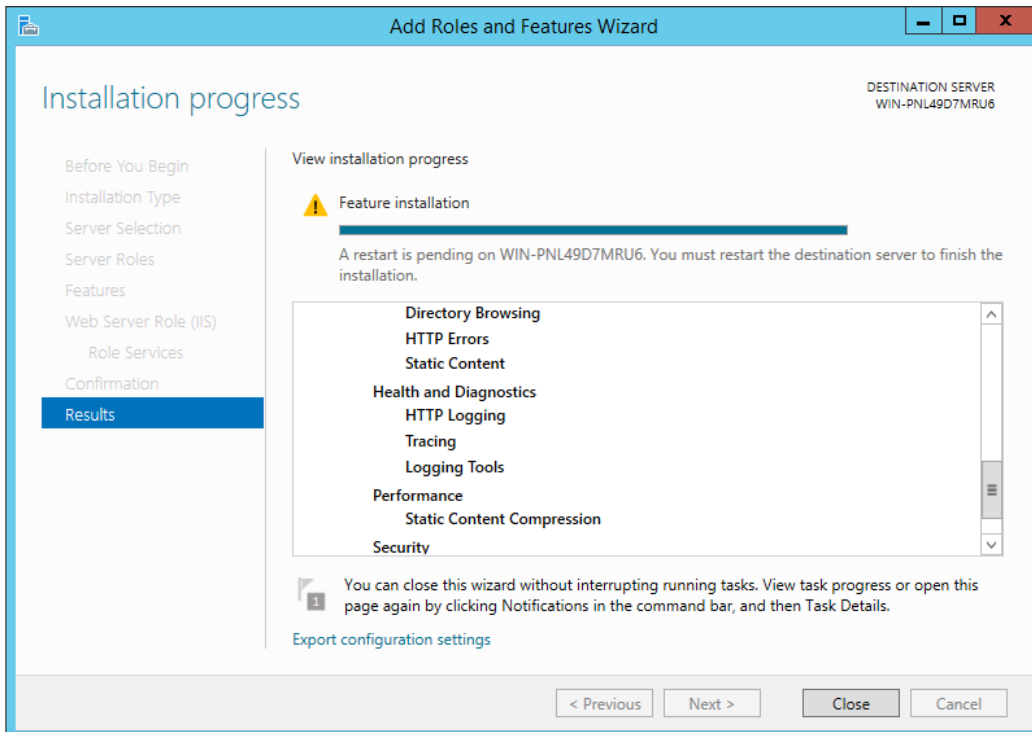 Add Roles and Features Wizard
Installation progress
DESTINATION SERVER
WIN-PNL49D7MRU6
Before You Begin
Installation Type
Server Selection
Server Roles
Features
Web Server Role (IIS)
Role Services
Confirmation
Results
View installation progress
Feature installation
A restart is pending on WIN-PNL49D7MRU6. You must restart the destination server to finish the
installation.
Directory Browsing
HTTP Errors
Static Content
Health and Diagnostics
HTTP Logging
Tracing
Logging Tools
Performance
Static Content Compression
Security
1
You can close this wizard without interrupting running tasks. View task progress or open this
page again by clicking Notifications in the command bar, and then Task Details.
Export configuration settings
< Previous
Next >
Close
Cancel